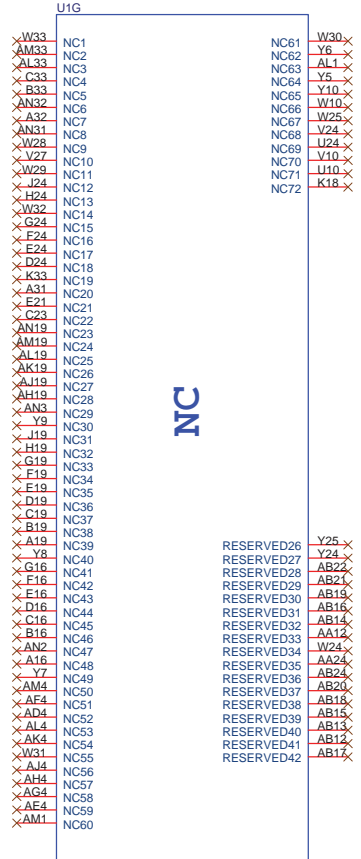 U1G
W33 NC1 NC61 W30
AM33 NC2 NC62 Y6
AL33 NC3 NC63 AL1
C33 NC4 NC64 Y5
B33 NC5 NC65 Y10
AN32 NC6 NC66 W10
A32 NC7 NC67 W25
AN31 NC8 NC68 V24
W28 NC9 NC69 U24
V27 NC10 NC70 V10
W29 NC11 NC71 U10
J24 NC12 NC72 K18
H24 NC13
W32 NC14
G24 NC15
F24 NC16
E24 NC17
D24 NC18
K33 NC19
A31 NC20
E21 NC21
C23 NC22
AN19 NC23
AM19 NC24
AL19 NC25
AK19 NC26
AJ19 NC27
AH19 NC28
AN3 NC29
Y9 NC30
J19 NC31
H19 NC32
G19 NC33
F19 NC34
E19 NC35
D19 NC36
C19 NC37
B19 NC38
A19 NC39
Y8 NC40
G16 NC41
F16 NC42
E16 NC43
D16 NC44
C16 NC45
B16 NC46
AN2 NC47
A16 NC48
Y7 NC49
AM4 NC50
AF4 NC51
AD4 NC52
AL4 NC53
AK4 NC54
W31 NC55
AJ4 NC56
AH4 NC57
AG4 NC58
AE4 NC59
AM1 NC60
NC
RESERVED26 Y25
RESERVED27 Y24
RESERVED28 AB22
RESERVED29 AB21
RESERVED30 AB19
RESERVED31 AB16
RESERVED32 AB14
RESERVED33 AA12
RESERVED34 W24
RESERVED35 AA24
RESERVED36 AB24
RESERVED37 AB20
RESERVED38 AB18
RESERVED39 AB15
RESERVED40 AB13
RESERVED41 AB12
RESERVED42 AB17